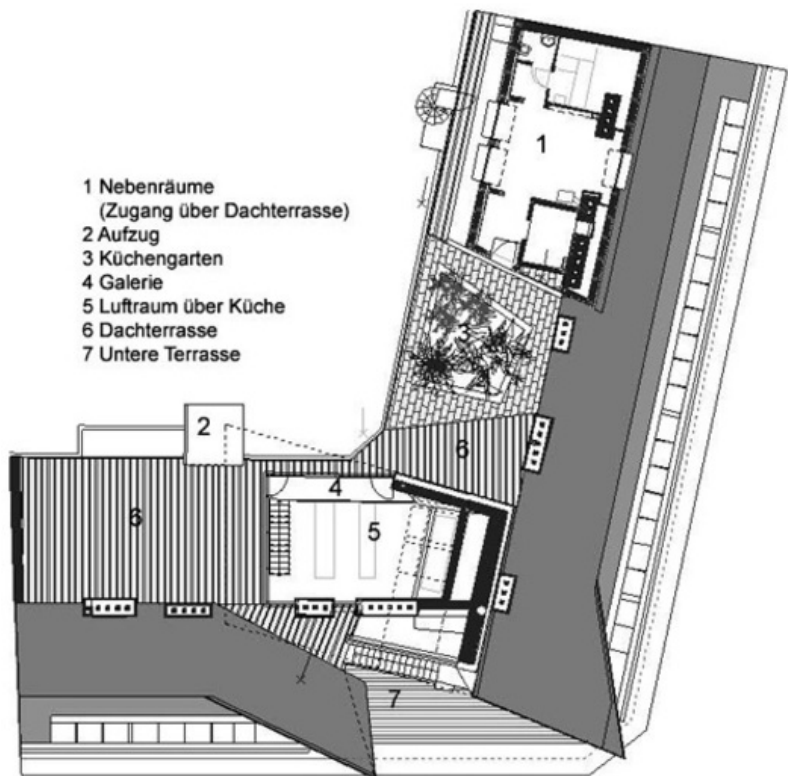 1 Nebenräume
(Zugang über Dachterrasse)
2 Aufzug
3 Küchengarten
4 Galerie
5 Luftraum über Küche
6 Dachterrasse
7 Untere Terrasse
1
3
2
6
4
6
5
7